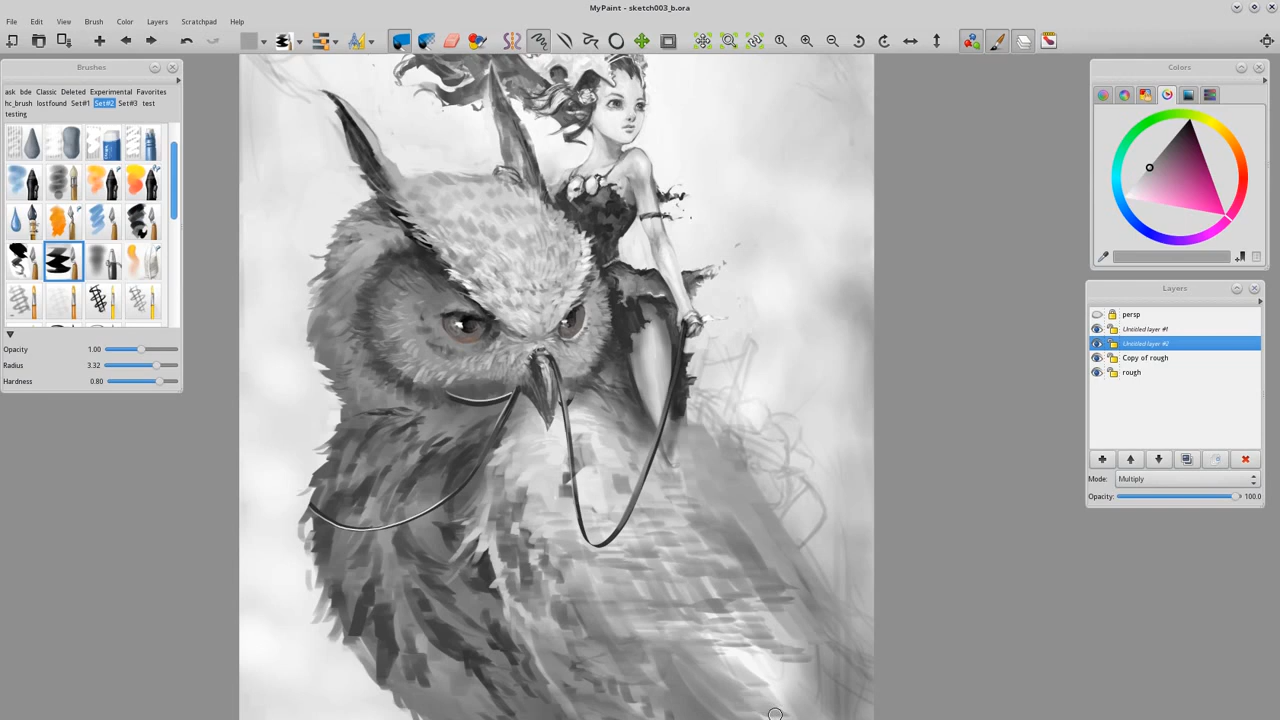 MyPaint - sketch003_b.ora
File Edit View Brush Color Layers Scratchpad Help
Brushes
ask bde Classic Deleted Experimental Favorites
hc_brush lostfound Set#1 Set#2 Set#3 test
testing
Opacity 1.00
Radius 3.32
Hardness 0.80
Colors
Layers
persp
Untitled layer #1
Untitled layer #2
Copy of rough
rough
Mode: Multiply
Opacity: 100.0